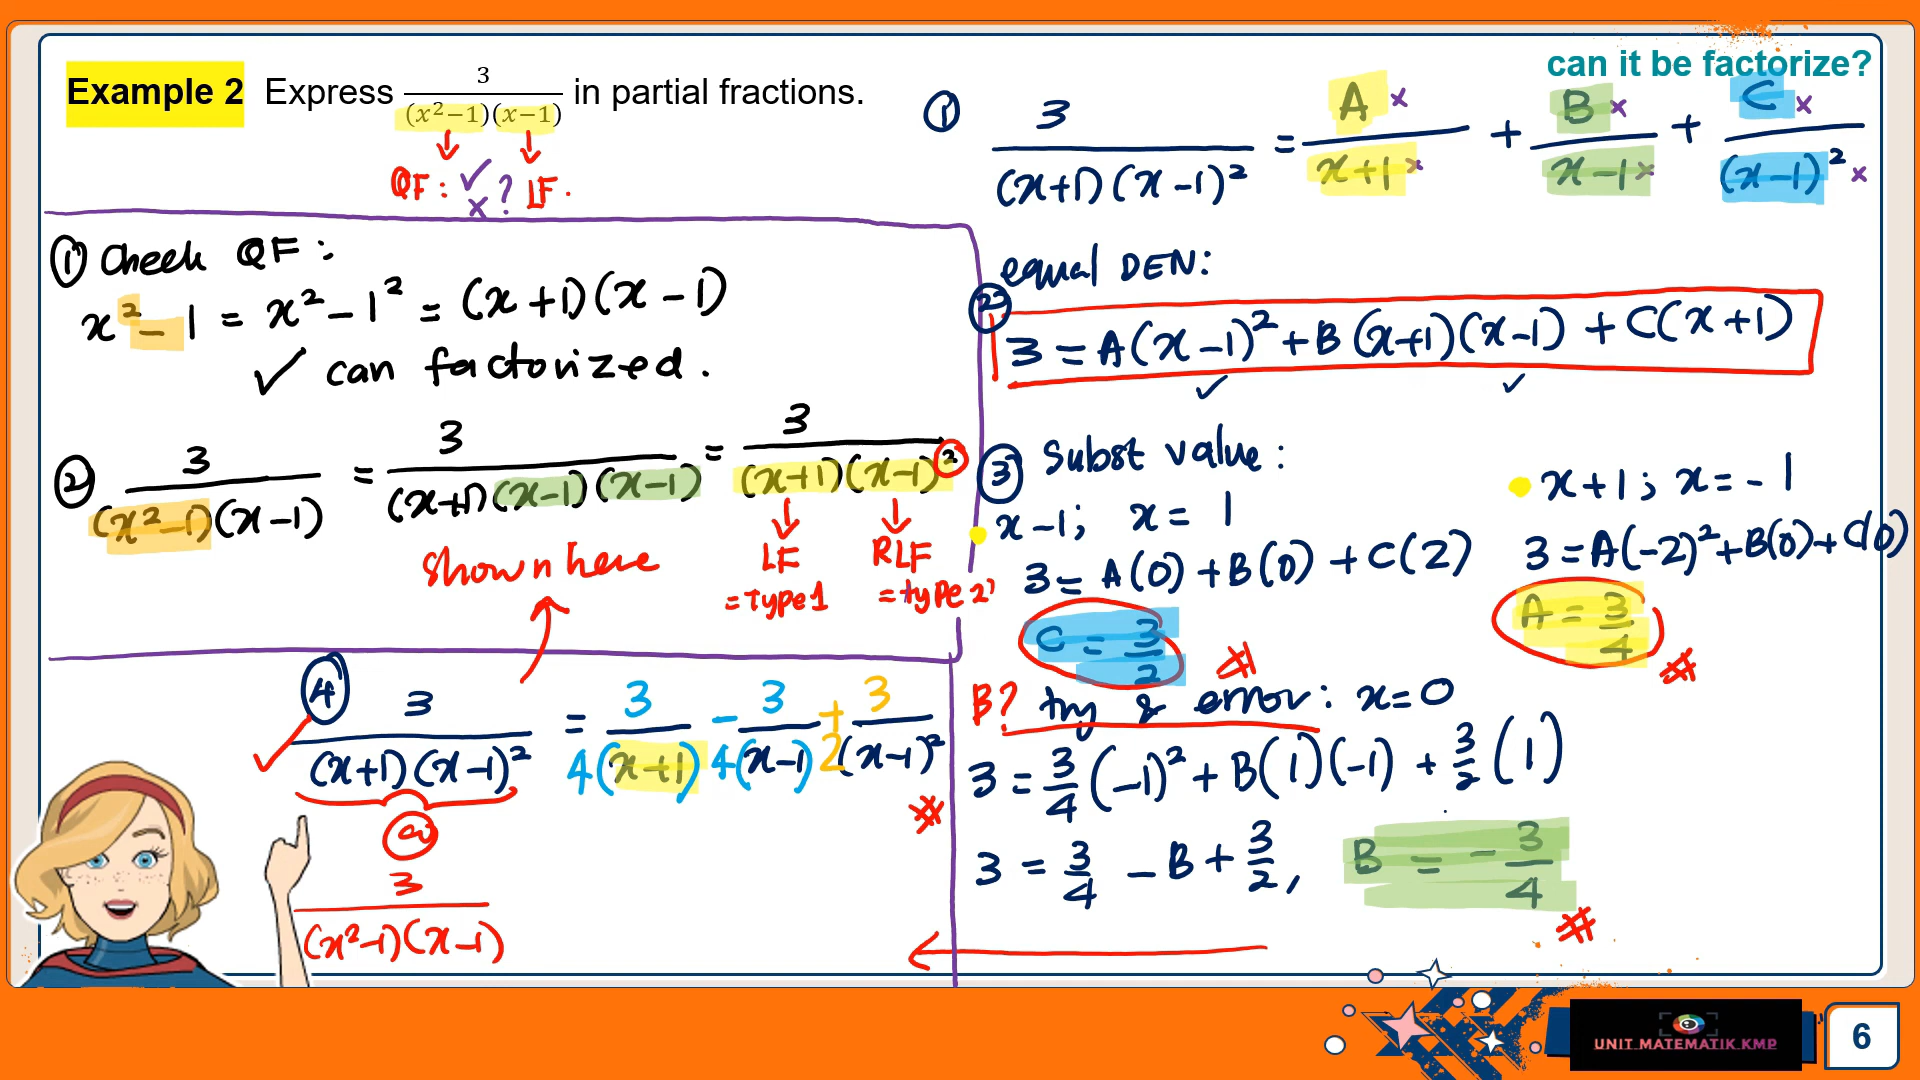 can it be factorize?
Example 2 Express 3/((x²−1)(x−1)) in partial fractions.
QF: ✓ × ? LF.
① Check QF:
x² − 1 = x² − 1² = (x+1)(x−1)
✓ can factorized.
② 3/((x²−1)(x−1)) = 3/((x+1)(x−1)(x−1)) = 3/((x+1)(x−1)²)
shown here
LF = type 1
RLF = type 2
① 3/((x+1)(x−1)²) = A/(x+1) + B/(x−1) + C/(x−1)²
equal DEN:
② 3 = A(x−1)² + B(x+1)(x−1) + C(x+1)
③ Subst value:
x−1; x = 1
3 = A(0) + B(0) + C(2)
C = 3/2 #
x+1; x = −1
3 = A(−2)² + B(0) + C(0)
A = 3/4 #
B? try & error: x=0
3 = 3/4 (−1)² + B(1)(−1) + 3/2 (1)
3 = 3/4 − B + 3/2, B = −3/4 #
④ 3/((x+1)(x−1)²) = 3/(4(x+1)) − 3/(4(x−1)) + 3/(2(x−1)²) #
3/((x²−1)(x−1))
UNIT MATEMATIK KMP
6